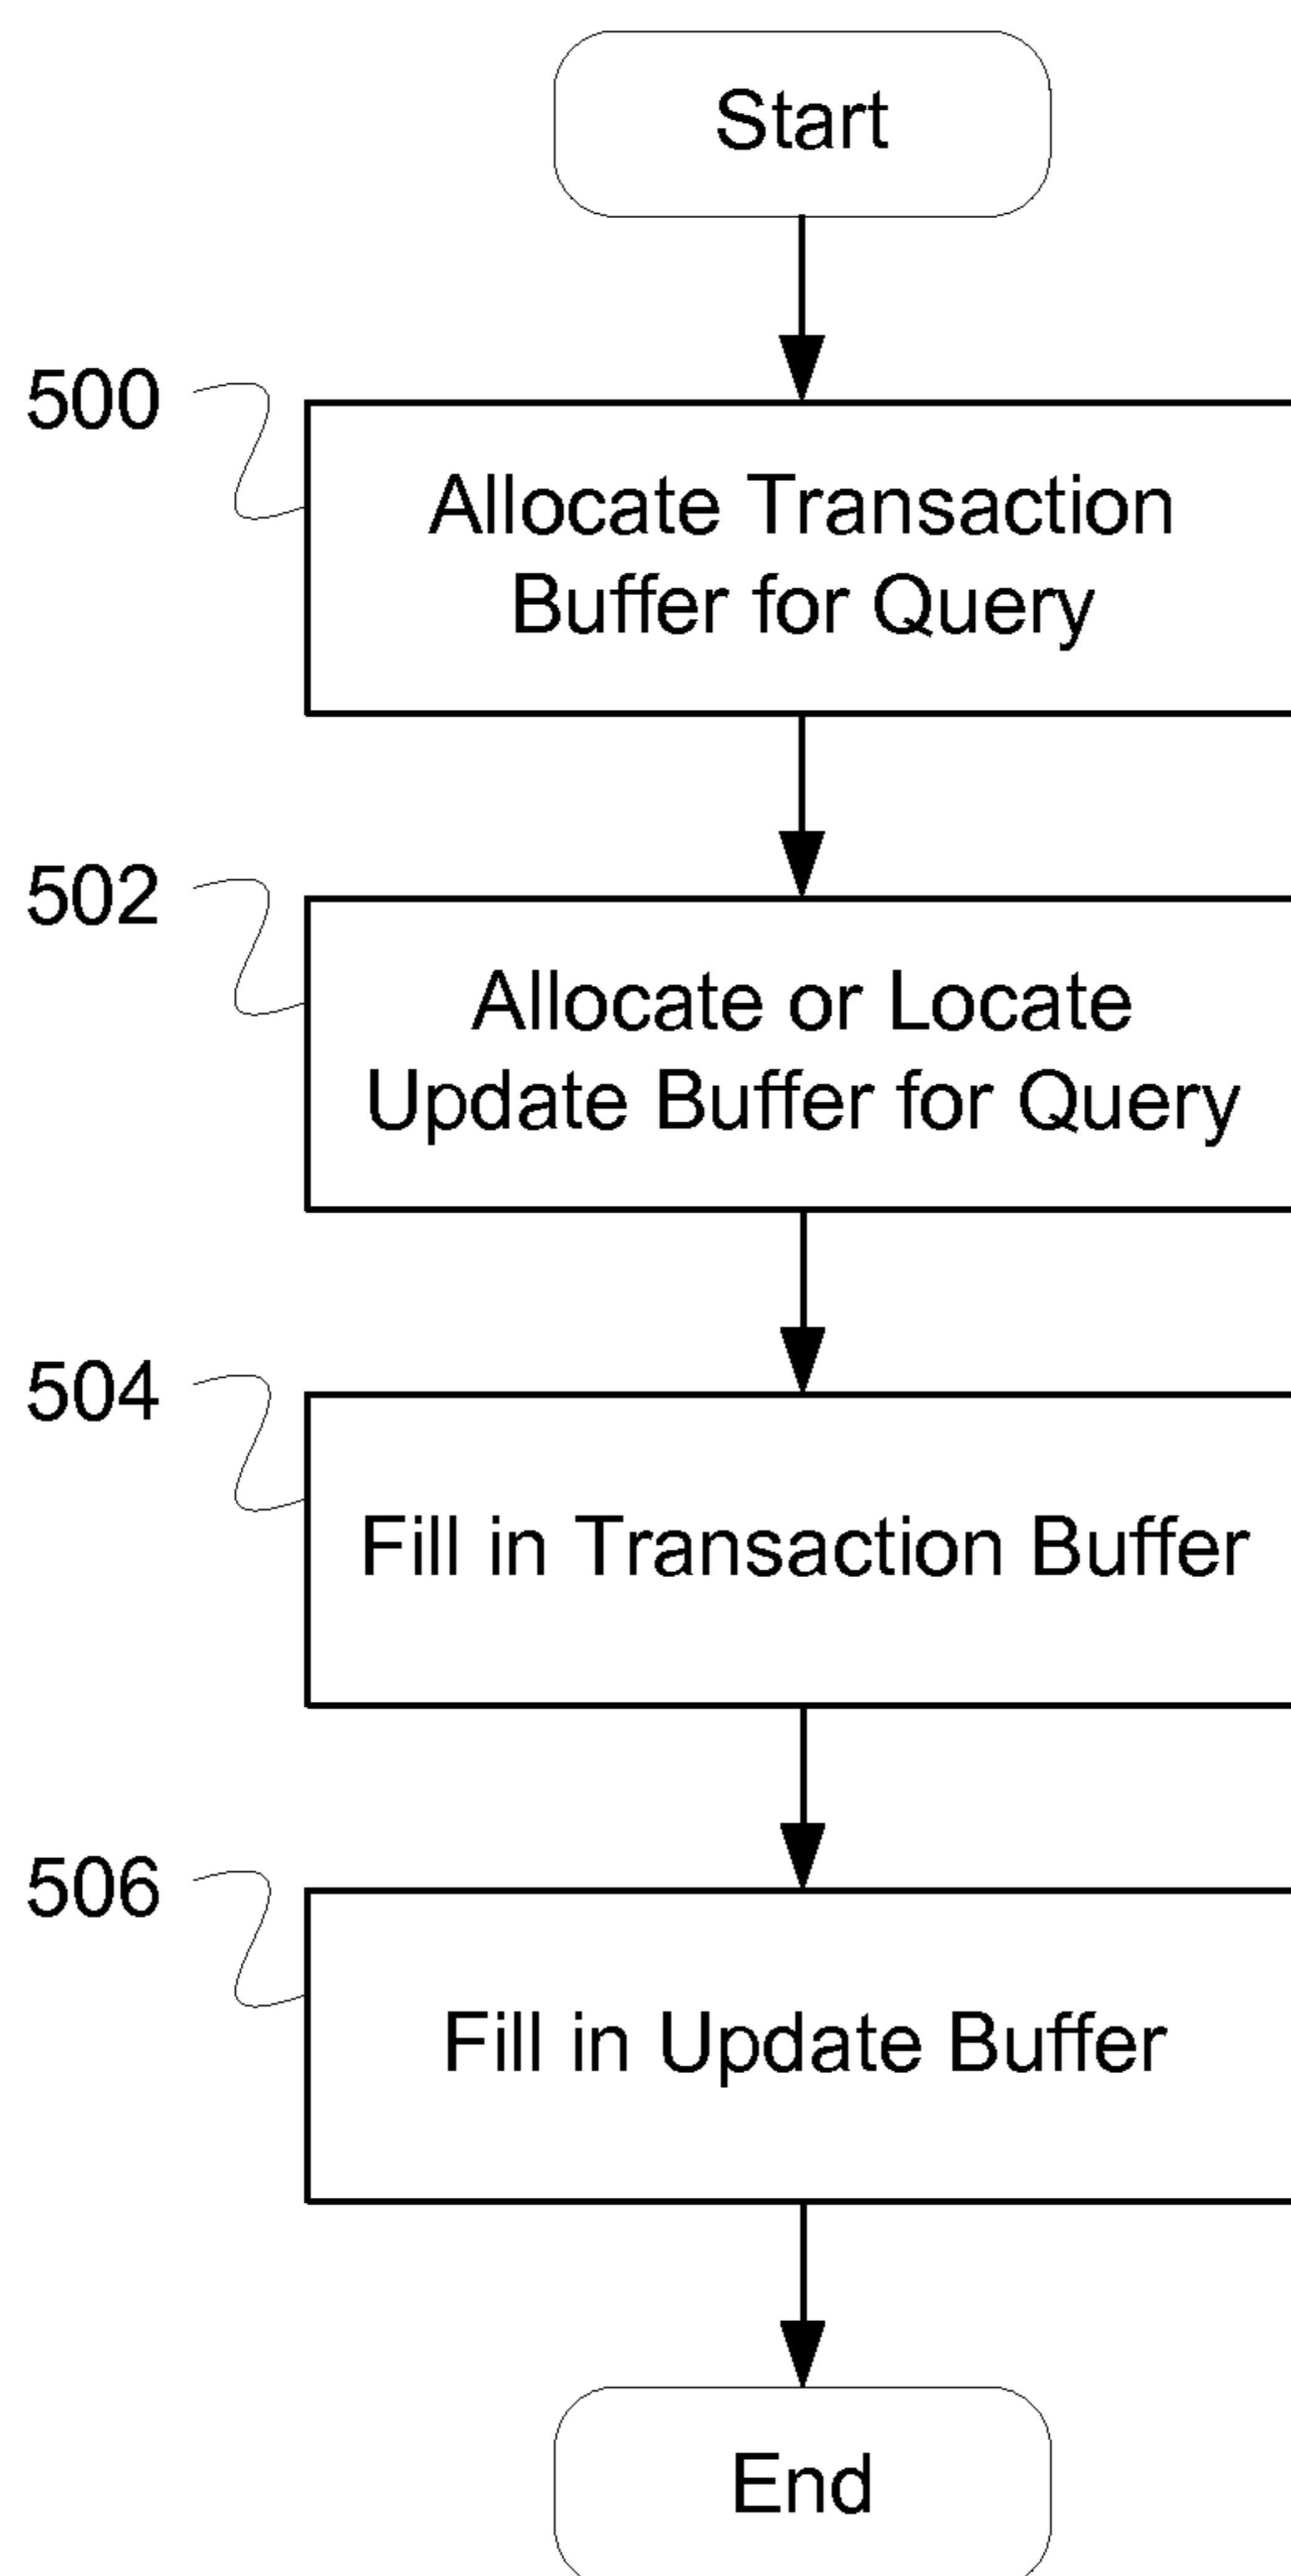 Start
500
Allocate Transaction
Buffer for Query
502
Allocate or Locate
Update Buffer for Query
504
Fill in Transaction Buffer
506
Fill in Update Buffer
End